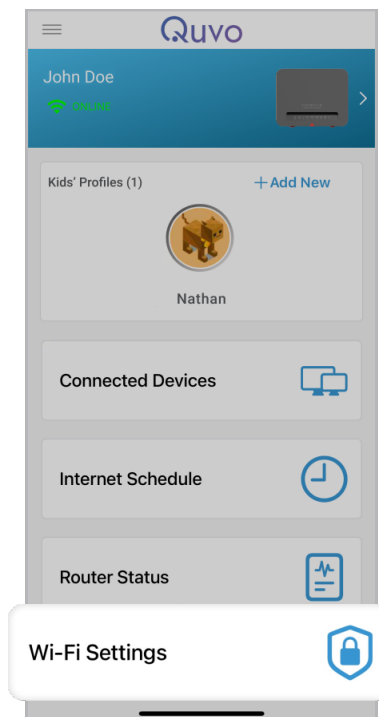 Quvo
John Doe
ONLINE
Kids' Profiles (1)
+Add New
Nathan
Connected Devices
Internet Schedule
Router Status
Wi-Fi Settings